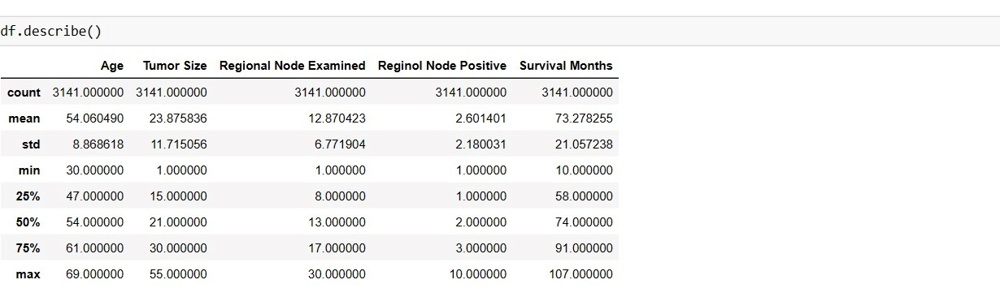 df.describe()
Age Tumor Size Regional Node Examined Reginol Node Positive Survival Months
count 3141.000000 3141.000000 3141.000000 3141.000000 3141.000000
mean 54.060490 23.875836 12.870423 2.601401 73.278255
std 8.868618 11.715056 6.771904 2.180031 21.057238
min 30.000000 1.000000 1.000000 1.000000 10.000000
25% 47.000000 15.000000 8.000000 1.000000 58.000000
50% 54.000000 21.000000 13.000000 2.000000 74.000000
75% 61.000000 30.000000 17.000000 3.000000 91.000000
max 69.000000 55.000000 30.000000 10.000000 107.000000